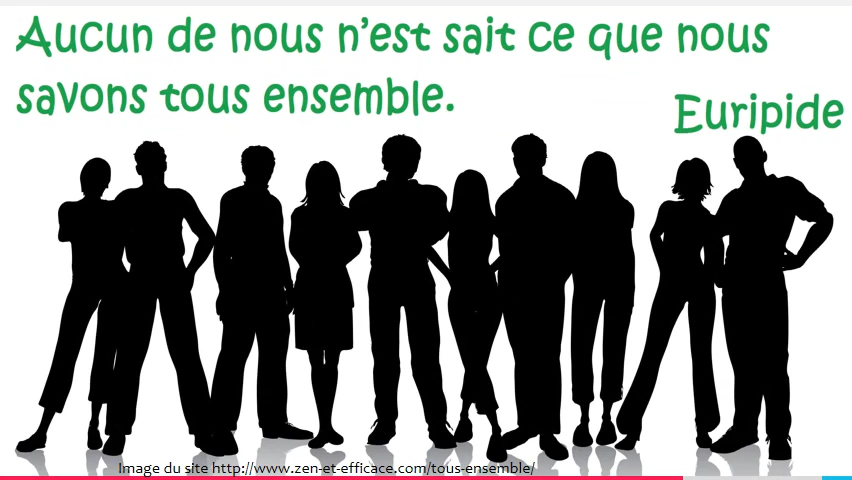 Aucun de nous n’est sait ce que nous
savons tous ensemble.
Euripide
Image du site http://www.zen-et-efficace.com/tous-ensemble/